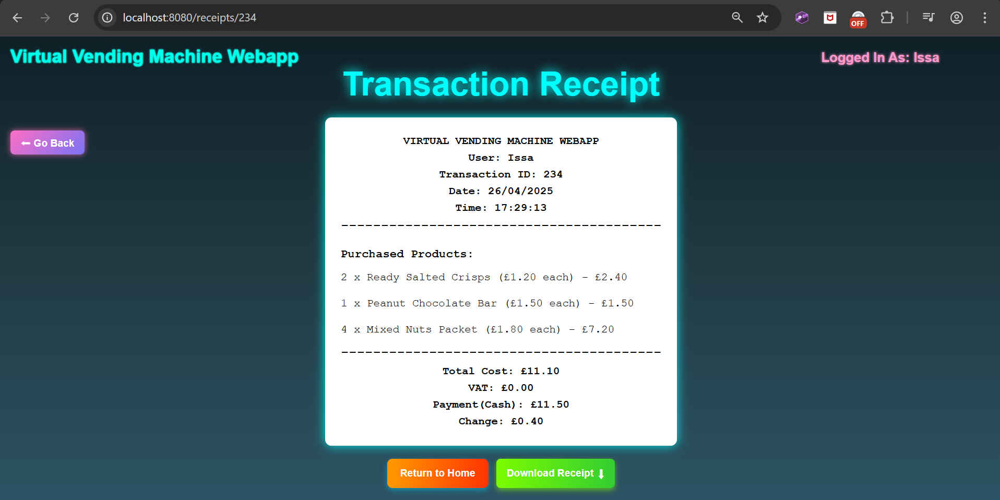 localhost:8080/receipts/234
OFF
Virtual Vending Machine Webapp
Logged In As: Issa
Transaction Receipt
⬅ Go Back
VIRTUAL VENDING MACHINE WEBAPP
User: Issa
Transaction ID: 234
Date: 26/04/2025
Time: 17:29:13
-----------------------------------------
Purchased Products:
2 x Ready Salted Crisps (£1.20 each) - £2.40
1 x Peanut Chocolate Bar (£1.50 each) - £1.50
4 x Mixed Nuts Packet (£1.80 each) - £7.20
-----------------------------------------
Total Cost: £11.10
VAT: £0.00
Payment(Cash): £11.50
Change: £0.40
Return to Home
Download Receipt ⬇